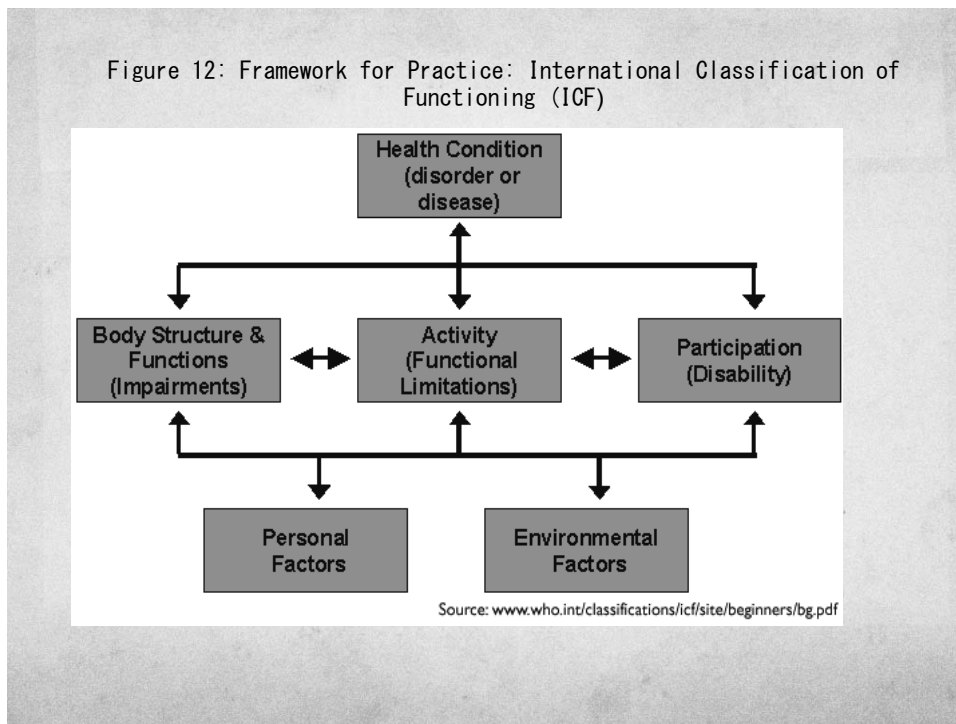 Figure 12: Framework for Practice: International Classification of
Functioning (ICF)
Health Condition
(disorder or
disease)
Body Structure &
Functions
(Impairments)
Activity
(Functional
Limitations)
Participation
(Disability)
Personal
Factors
Environmental
Factors
Source: www.who.int/classifications/icf/site/beginners/bg.pdf